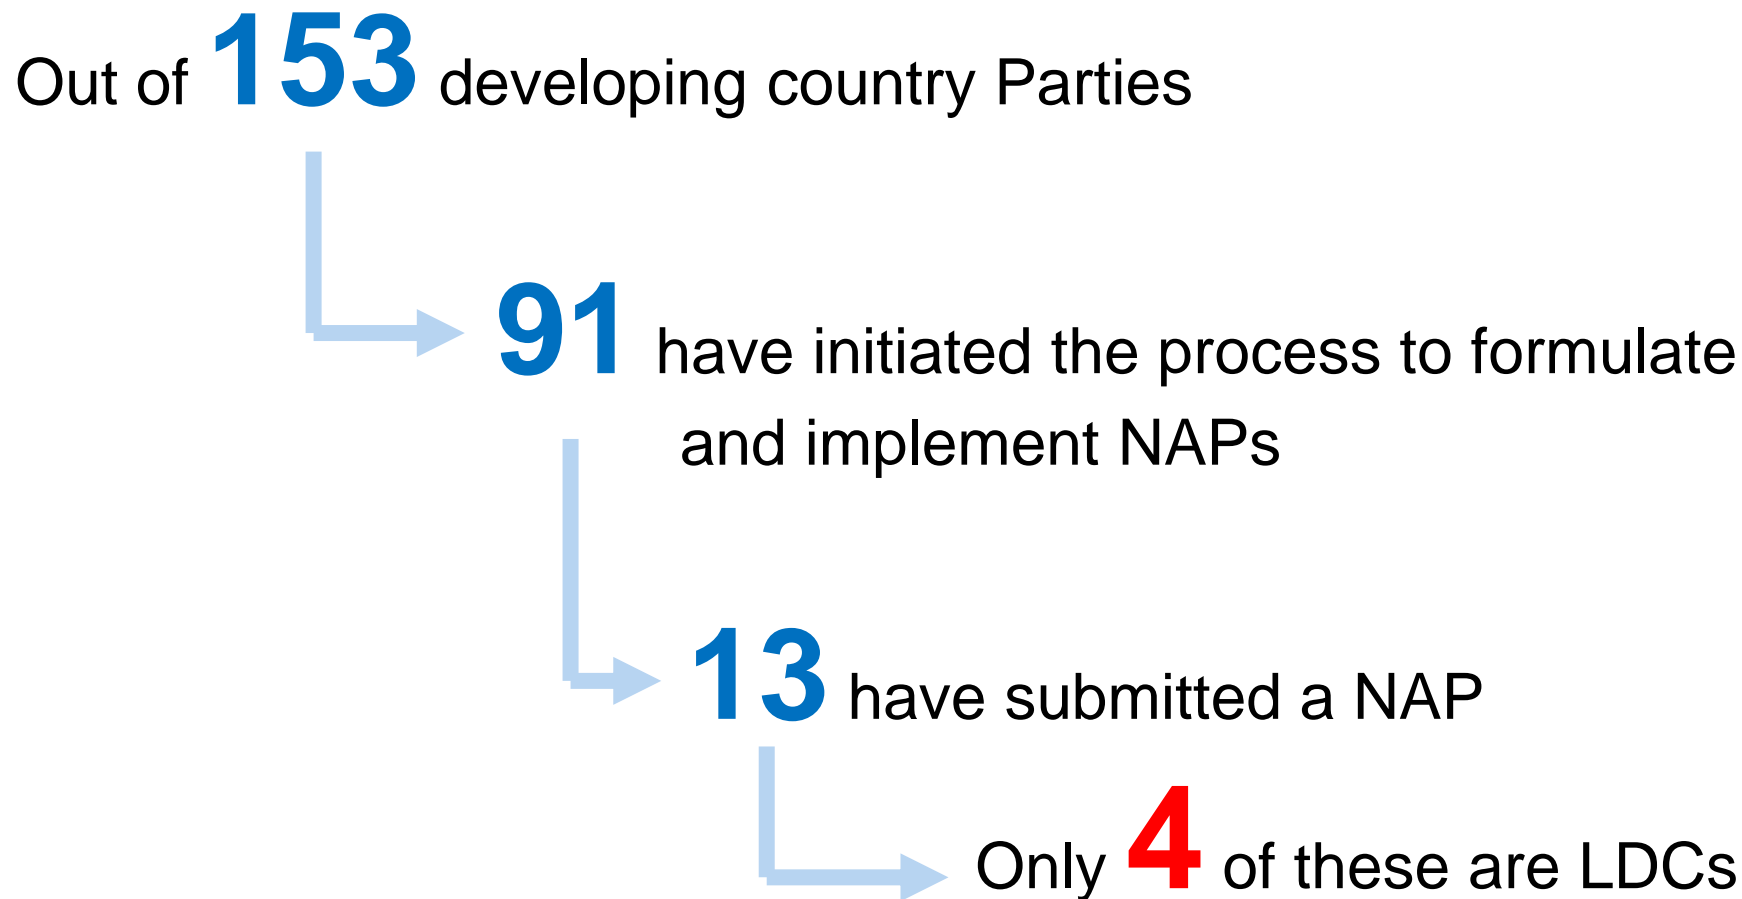 Out of 153 developing country Parties
91 have initiated the process to formulate
and implement NAPs
13 have submitted a NAP
Only 4 of these are LDCs